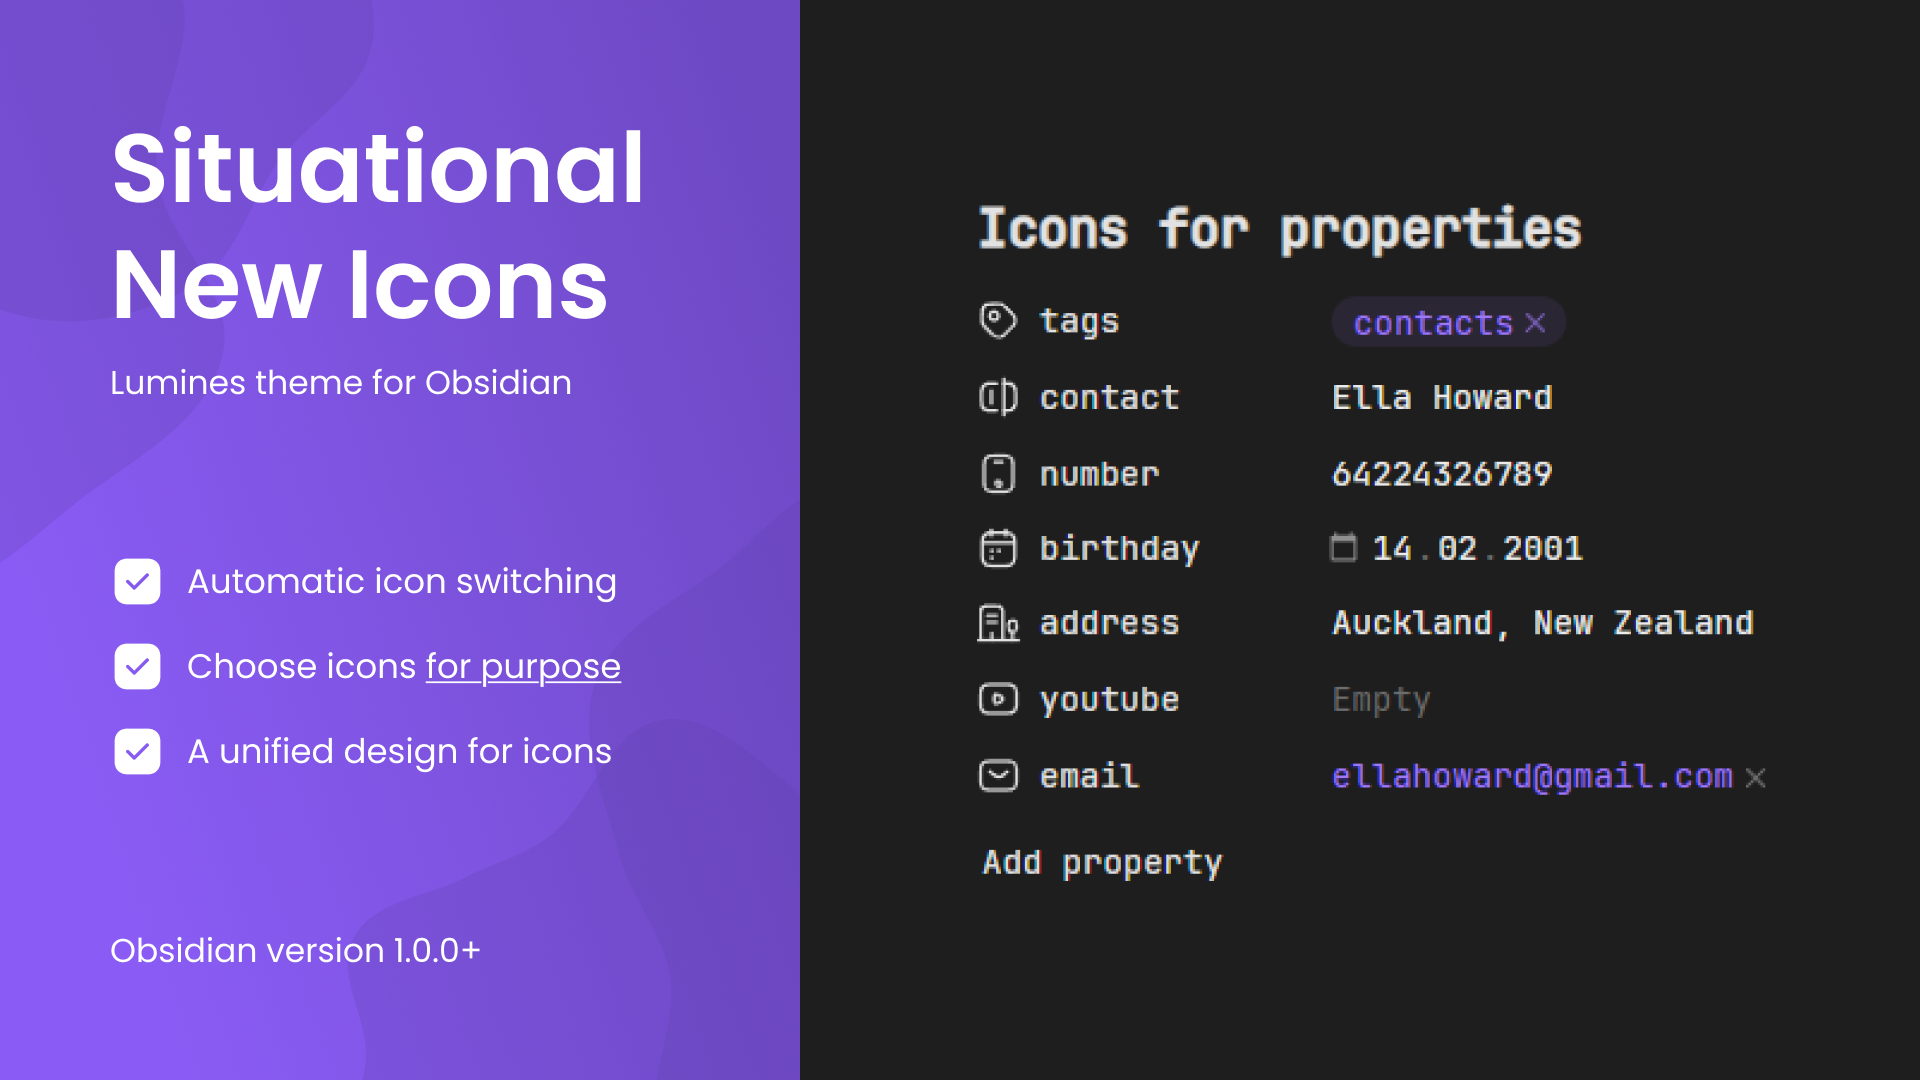 Situational
New Icons
Lumines theme for Obsidian
Automatic icon switching
Choose icons for purpose
A unified design for icons
Obsidian version 1.0.0+
Icons for properties
tags contacts
contact Ella Howard
number 64224326789
birthday 14.02.2001
address Auckland, New Zealand
youtube Empty
email ellahoward@gmail.com
Add property